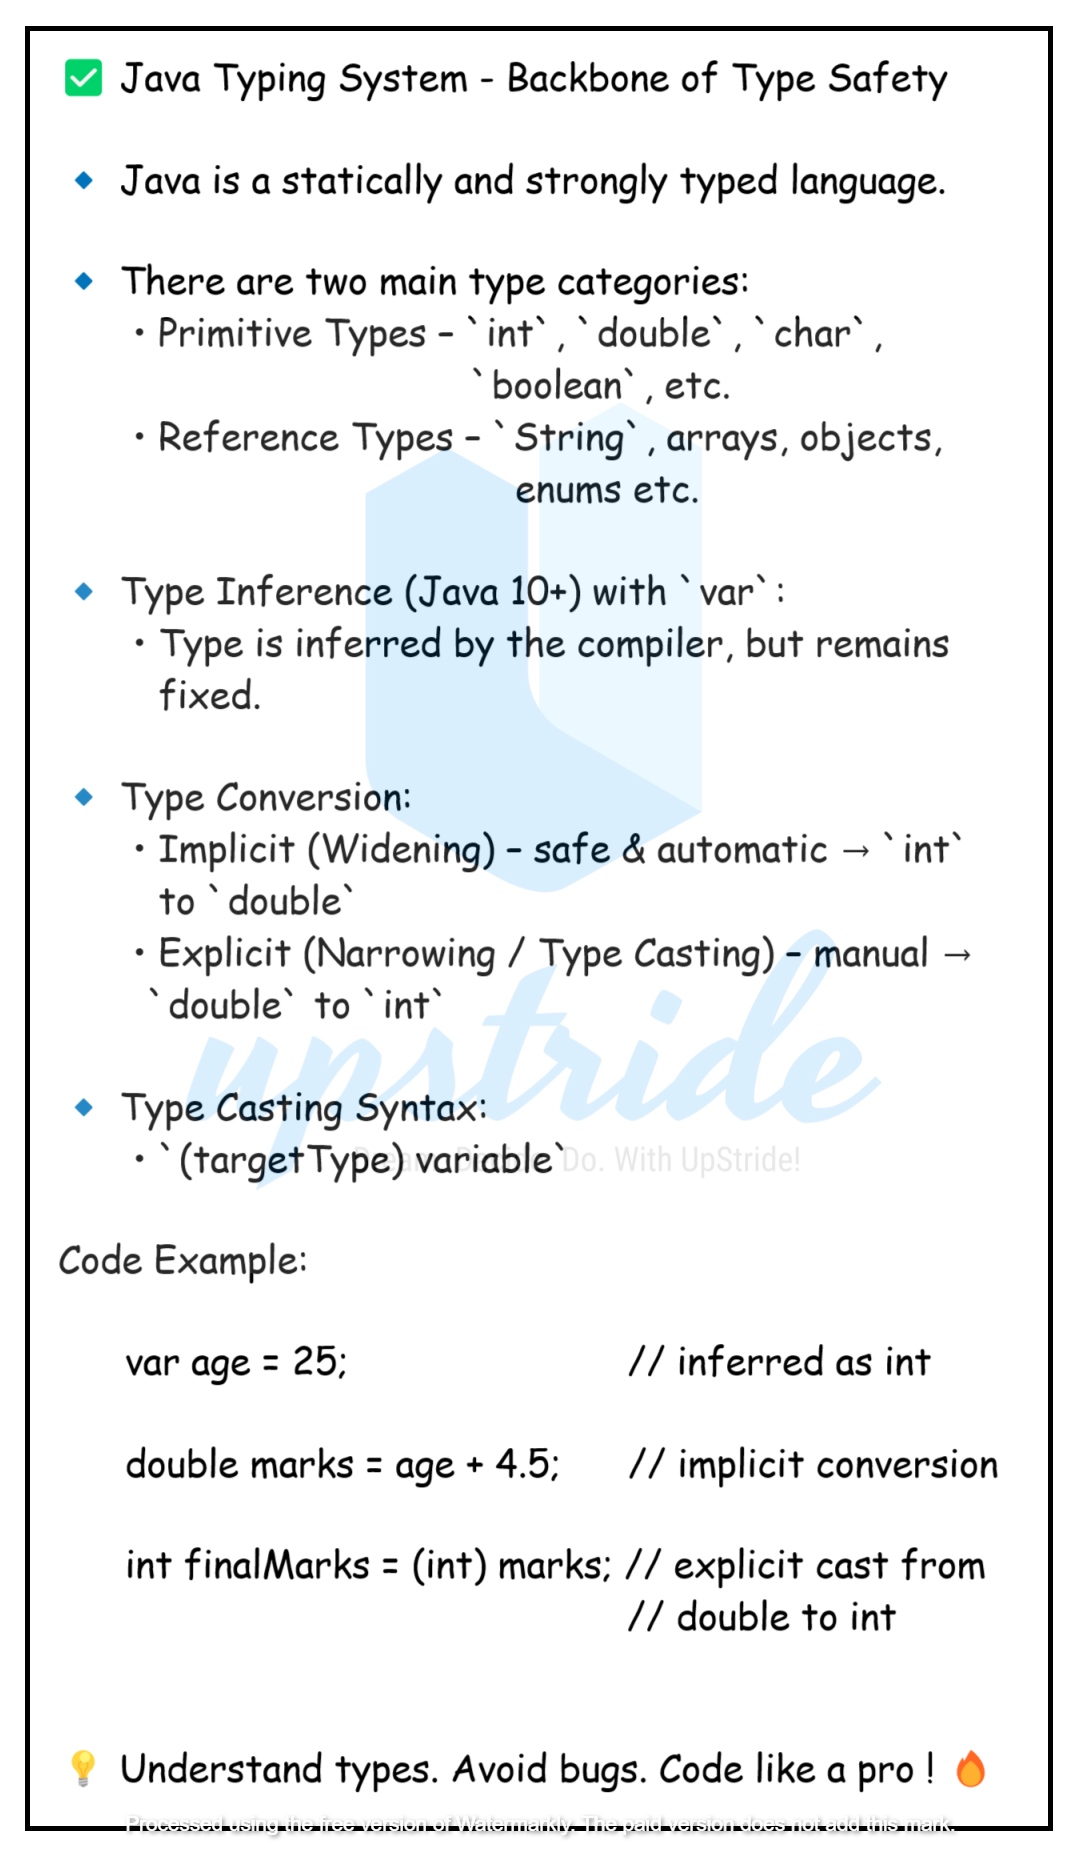 ✅ Java Typing System - Backbone of Type Safety
🔹 Java is a statically and strongly typed language.
🔹 There are two main type categories:
• Primitive Types – `int`, `double`, `char`,
`boolean`, etc.
• Reference Types – `String`, arrays, objects,
enums etc.
🔹 Type Inference (Java 10+) with `var`:
• Type is inferred by the compiler, but remains
fixed.
🔹 Type Conversion:
• Implicit (Widening) – safe & automatic → `int`
to `double`
• Explicit (Narrowing / Type Casting) – manual →
`double` to `int`
upstride
🔹 Type Casting Syntax:
• `(targetType) variable`
Do. With UpStride!
Code Example:
var age = 25; // inferred as int
double marks = age + 4.5; // implicit conversion
int finalMarks = (int) marks; // explicit cast from
// double to int
💡 Understand types. Avoid bugs. Code like a pro ! 🔥
Processed using the free version of Watermarkly. The paid version does not add this mark.